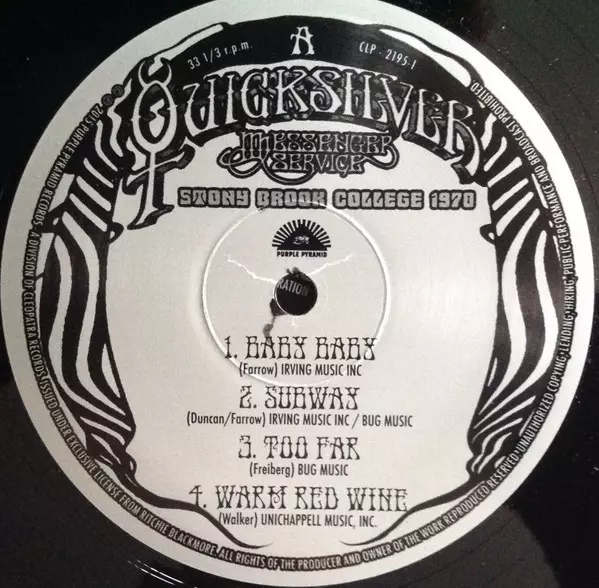 33 1/3 r.p.m.
A
CLP - 2195-1
QUICKSILVER
MESSENGER
SERVICE
STONY BROOK COLLEGE 1970
PURPLE PYRAMID
RATION
1. BABY BABY
(Farrow) IRVING MUSIC INC
2. SUBWAY
(Duncan/Farrow) IRVING MUSIC INC / BUG MUSIC
3. TOO FAR
(Freiberg) BUG MUSIC
4. WARM RED WINE
(Walker) UNICHAPPELL MUSIC, INC.
℗ © 2015 PURPLE PYRAMID RECORDS, A DIVISION OF CLEOPATRA RECORDS, ISSUED UNDER EXCLUSIVE LICENSE FROM RITCHIE BLACKMORE. ALL RIGHTS OF THE PRODUCER AND OWNER OF THE WORK REPRODUCED RESERVED-UNAUTHORIZED COPYING-LENDING-HIRING-PUBLIC PERFORMANCE AND BROADCAST PROHIBITED